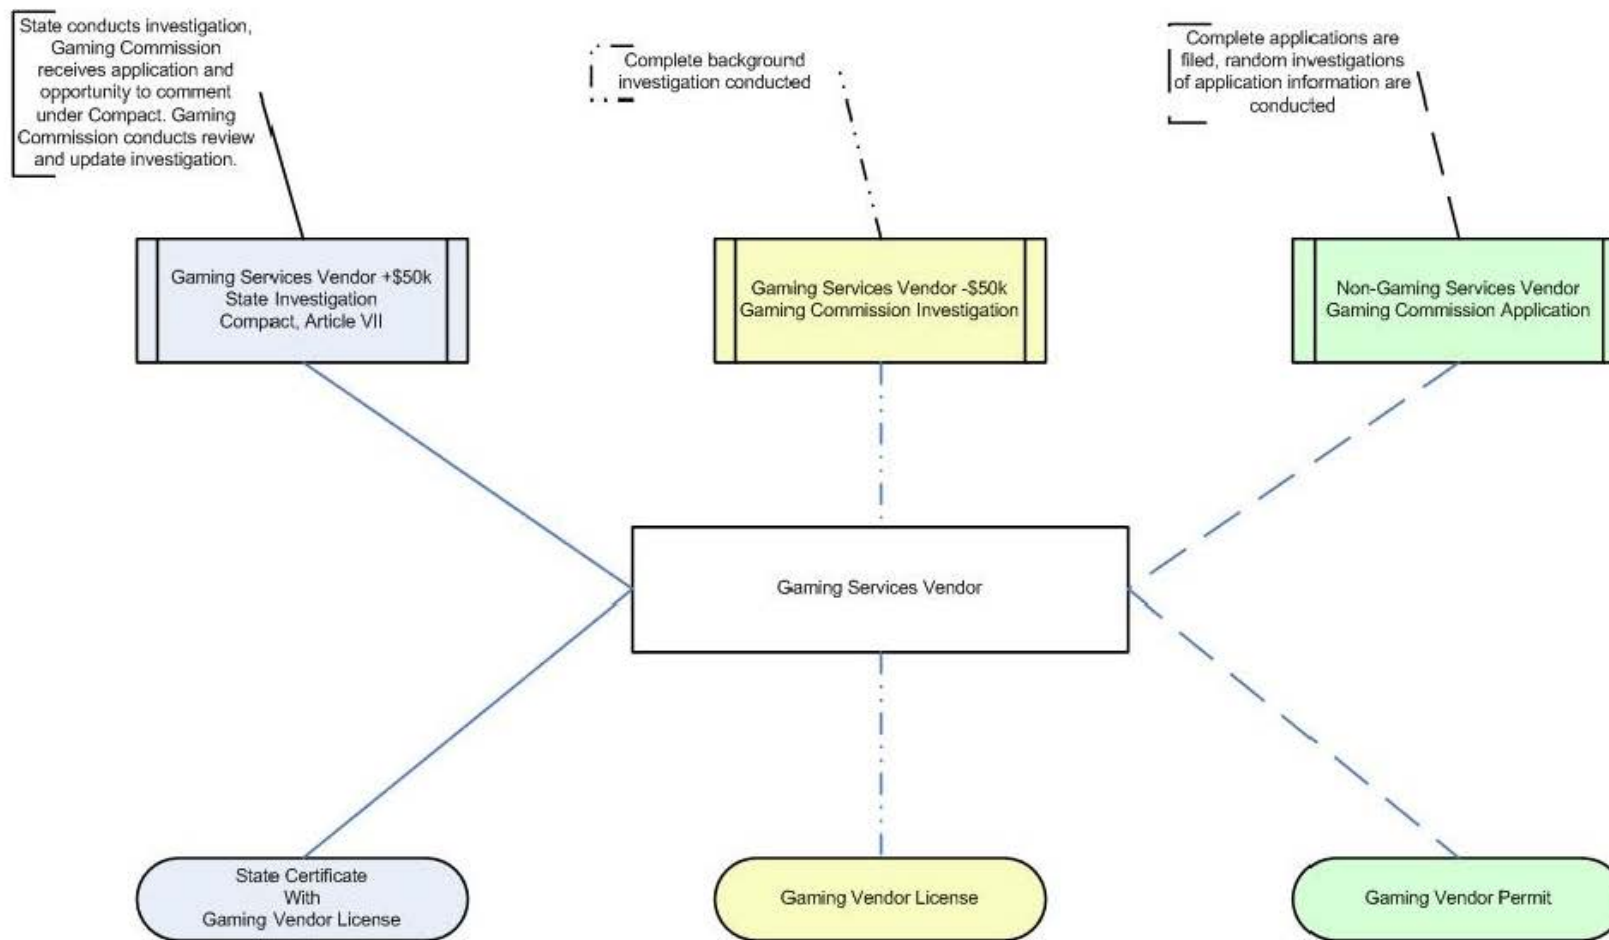 State conducts investigation,
Gaming Commission
receives application and
opportunity to comment
under Compact. Gaming
Commission conducts review
and update investigation.
Complete background
investigation conducted
Complete applications are
filed, random investigations
of application information are
conducted
Gaming Services Vendor +$50k
State Investigation
Compact, Article VII
Gaming Services Vendor -$50k
Gaming Commission Investigation
Non-Gaming Services Vendor
Gaming Commission Application
Gaming Services Vendor
State Certificate
With
Gaming Vendor License
Gaming Vendor License
Gaming Vendor Permit